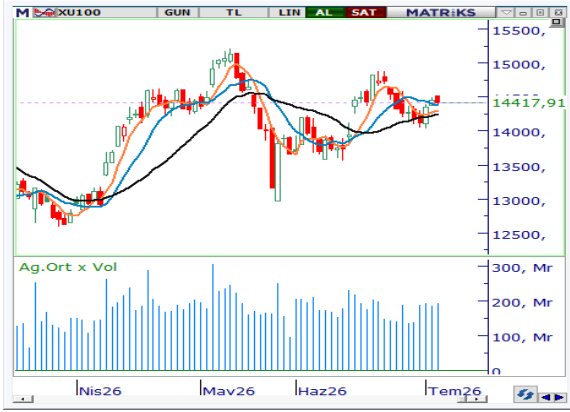 M XU100 GUN TL LIN AL SAT MATRiKS
15500,
15000,
14417,91
14000,
13500,
13000,
12500,
Ag.Ort x Vol
300, Mr
200, Mr
100, Mr
0
Nis26 May26 Haz26 Tem26